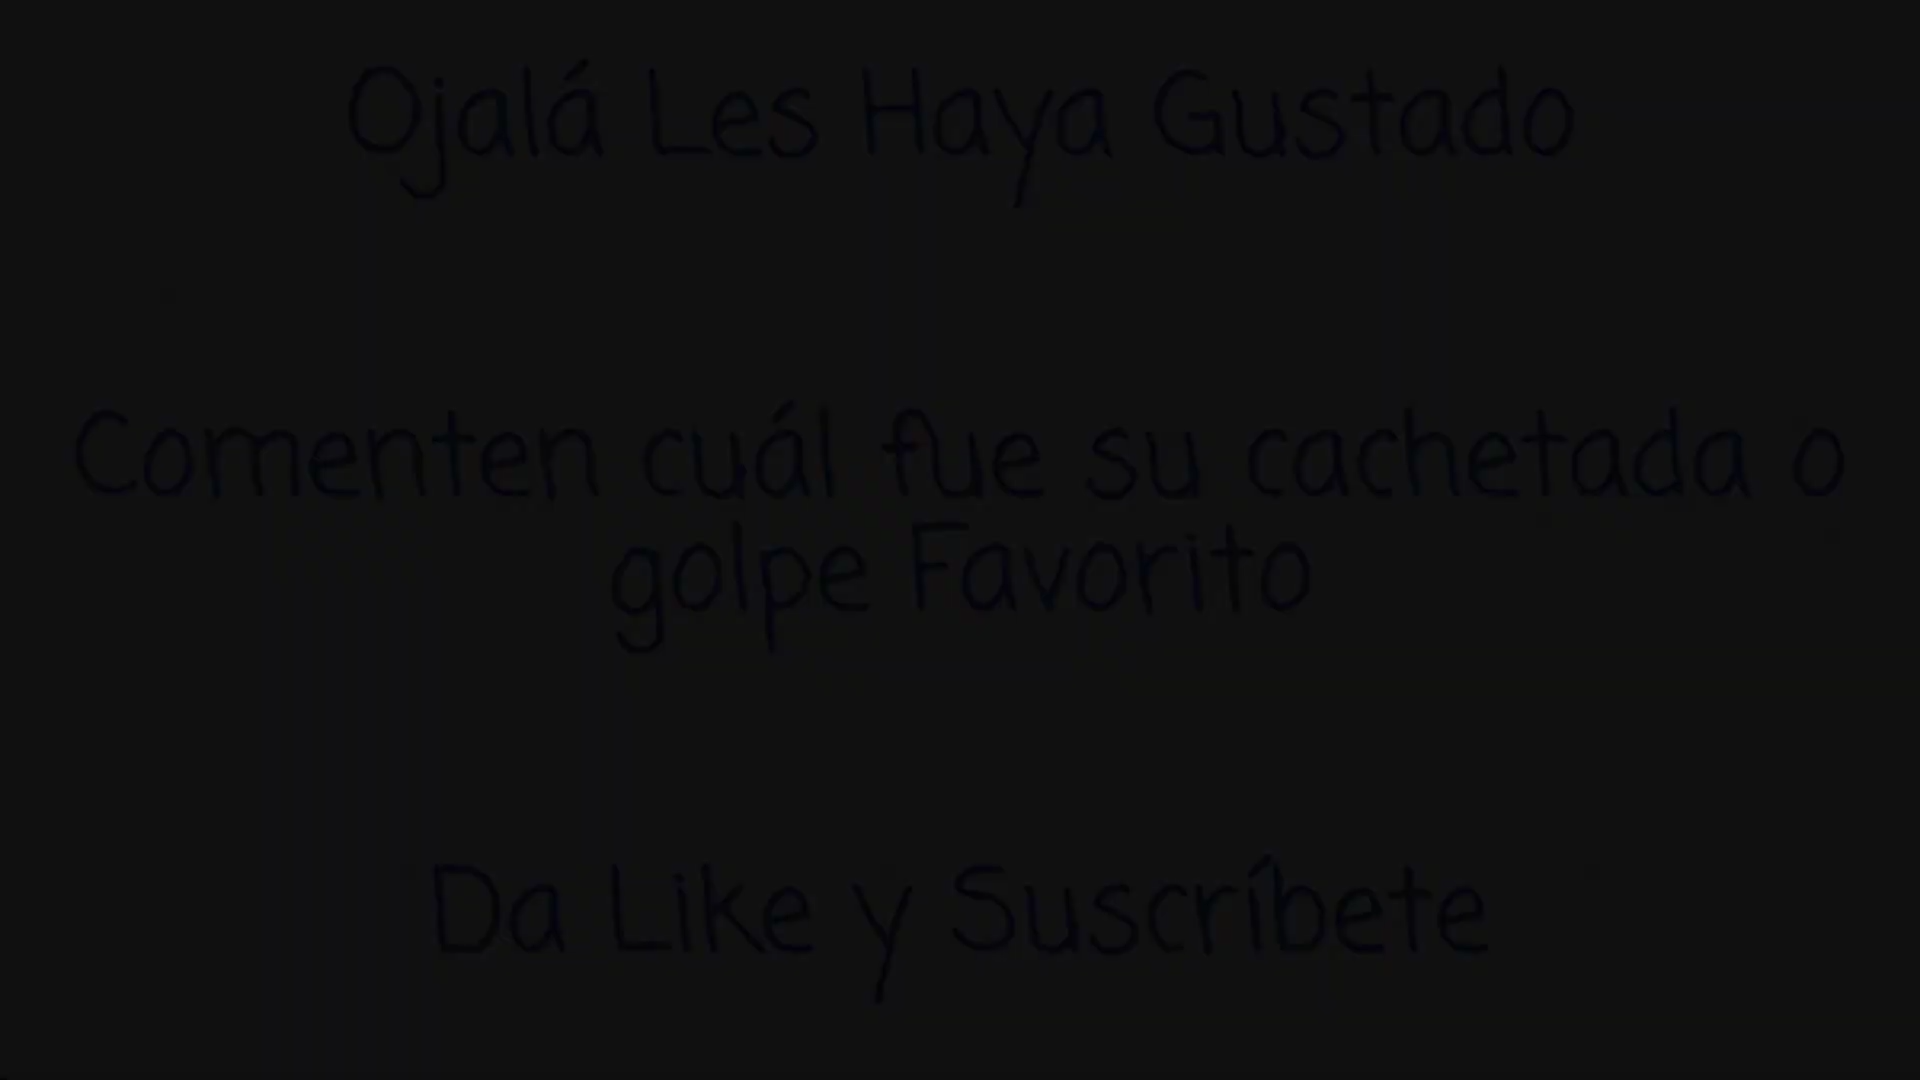 Ojalá Les Haya Gustado
Comenten cuál fue su cachetada o
golpe Favorito
Da Like y Suscríbete